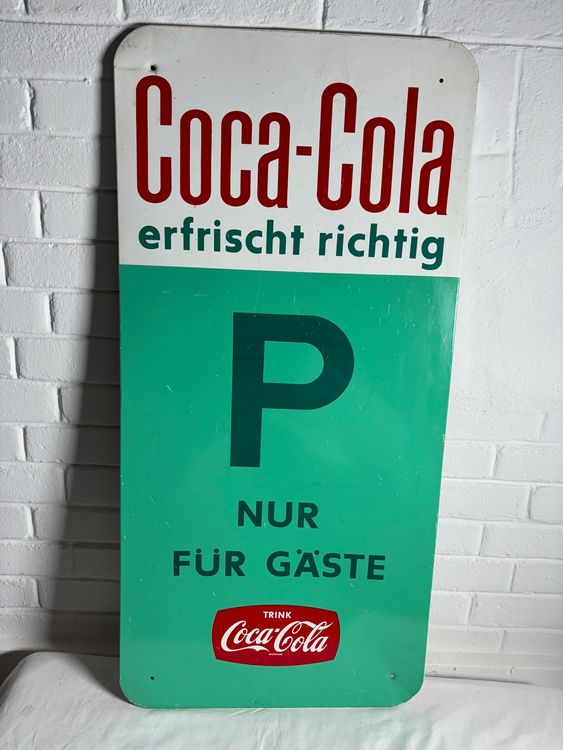 Coca-Cola
erfrischt richtig
P
NUR
FÜR GÄSTE
TRINK
Coca-Cola